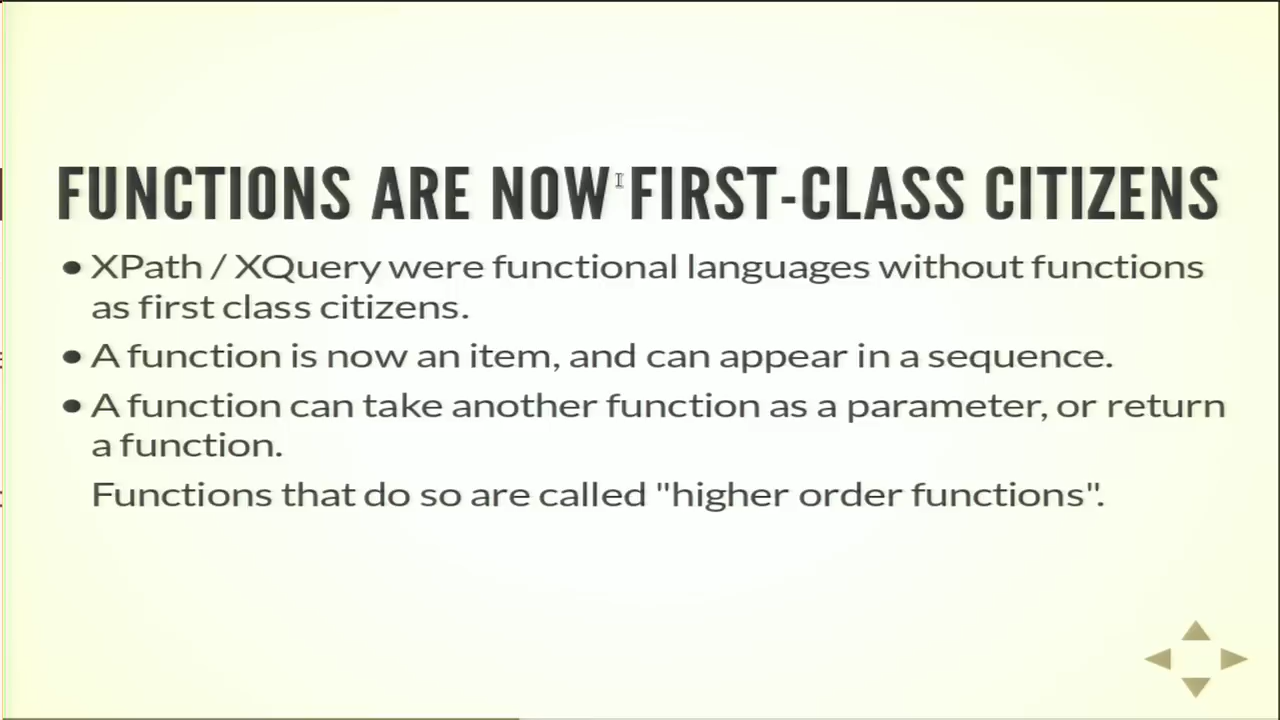 FUNCTIONS ARE NOW FIRST-CLASS CITIZENS
• XPath / XQuery were functional languages without functions
as first class citizens.
• A function is now an item, and can appear in a sequence.
• A function can take another function as a parameter, or return
a function.
Functions that do so are called "higher order functions".